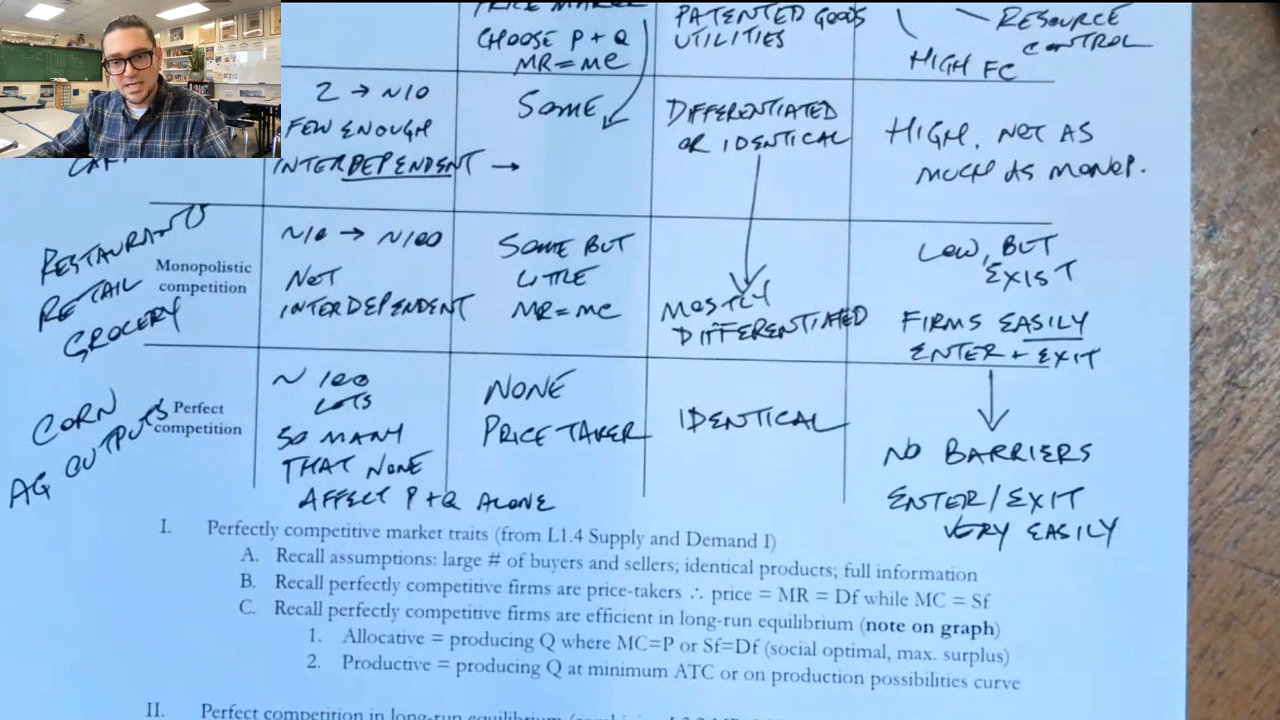 CHOOSE P + Q
MR = MC
PATENTED GOODS
UTILITIES
RESOURCE
CONTROL
HIGH FC
2 → ~10
FEW ENOUGH
INTERDEPENDENT →
SOME
DIFFERENTIATED
OR IDENTICAL
HIGH, NOT AS
MUCH AS MONOP.
RESTAURANTS
RETAIL
GROCERY
Monopolistic
competition
~10 → ~100
NOT
INTERDEPENDENT
SOME BUT
LITTLE
MR = MC
MOSTLY
DIFFERENTIATED
LOW, BUT
EXIST
FIRMS EASILY
ENTER + EXIT
CORN
AG OUTPUTS
Perfect
competition
~100
LOTS
SO MANY
THAT NONE
AFFECT P + Q ALONE
NONE
PRICE TAKER
IDENTICAL
NO BARRIERS
ENTER/EXIT
VERY EASILY
I. Perfectly competitive market traits (from L1.4 Supply and Demand I)
A. Recall assumptions: large # of buyers and sellers; identical products; full information
B. Recall perfectly competitive firms are price-takers ∴ price = MR = Df while MC = Sf
C. Recall perfectly competitive firms are efficient in long-run equilibrium (note on graph)
1. Allocative = producing Q where MC=P or Sf=Df (social optimal, max. surplus)
2. Productive = producing Q at minimum ATC or on production possibilities curve
II. Perfect competition in long-run equilibrium